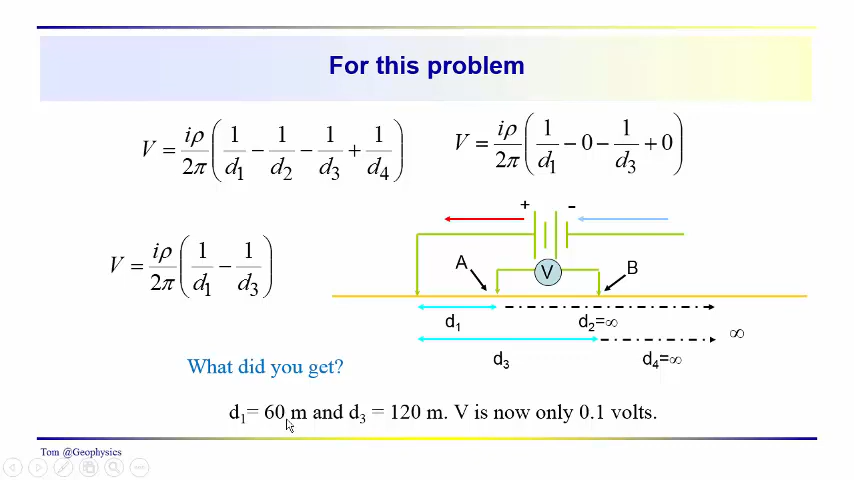 For this problem
V = iρ/2π (1/d₁ − 1/d₂ − 1/d₃ + 1/d₄)
V = iρ/2π (1/d₁ − 0 − 1/d₃ + 0)
V = iρ/2π (1/d₁ − 1/d₃)
+ -
A V B
d₁ d₂=∞
∞
d₃ d₄=∞
What did you get?
d₁= 60 m and d₃ = 120 m. V is now only 0.1 volts.
Tom @Geophysics